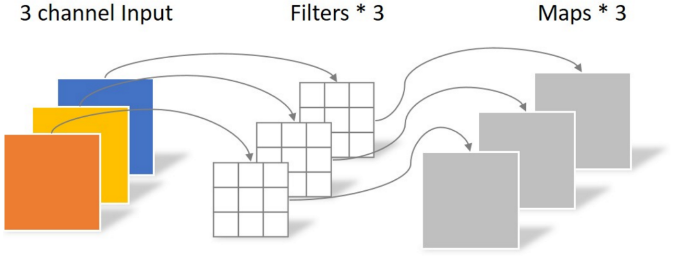 3 channel Input
Filters * 3
Maps * 3